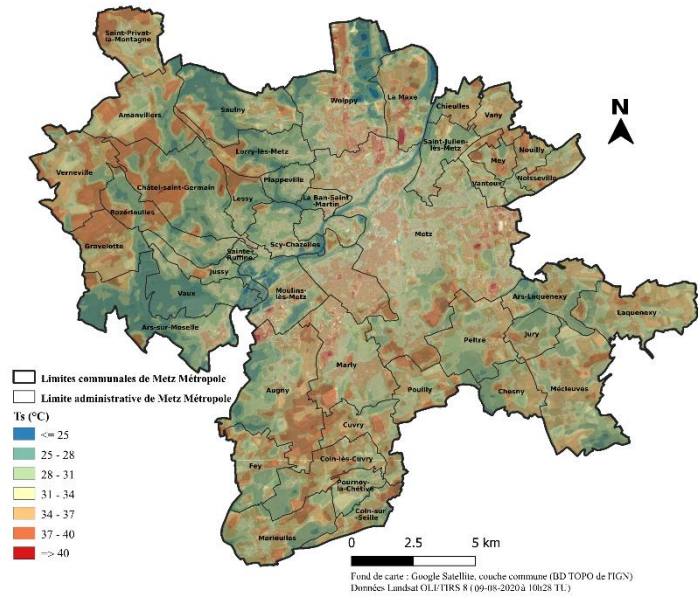 Saint-Privat-
la-Montagne
Woippy
La Maxe
Saulny
Chieulles
Vany
Amanvillers
N
Saint-Julien-
lès-Metz
Nouilly
Mey
Lorry-lès-Metz
Noisseville
Verneville
Plappeville
Vantoux
Châtel-saint-Germain
Lessy
Le Ban-Saint
-Martin
Rozérieulles
Metz
Scy-Chazelles
Gravelotte
Sainte-
Ruffine
Jussy
Vaux
Moulins-
lès-Metz
Ars-Laquenexy
Laquenexy
Ars-sur-Moselle
Jury
Peltre
Marly
Limites communales de Metz Métropole
Limite administrative de Metz Métropole
Augny
Pouilly
Chesny
Mécleuves
Ts (°C)
<= 25
25 - 28
28 - 31
31 - 34
34 - 37
37 - 40
=> 40
Cuvry
Coin-lès-Cuvry
Fey
Pournoy-
la-Chétive
Coin-sur
-Seille
Marieulles
0 2.5 5 km
Fond de carte : Google Satellite, couche commune (BD TOPO de l'IGN)
Données Landsat OLI/TIRS 8 ( 09-08-2020 à 10h28 TU)